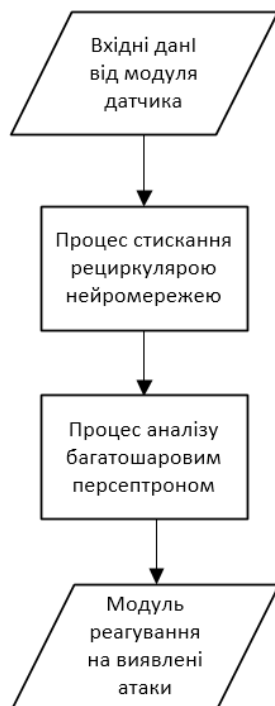 Вхідні данІ
від модуля
датчика
Процес стискання
рециркулярою
нейромережею
Процес аналізу
багатошаровим
персептроном
Модуль
реагування
на виявлені
атаки